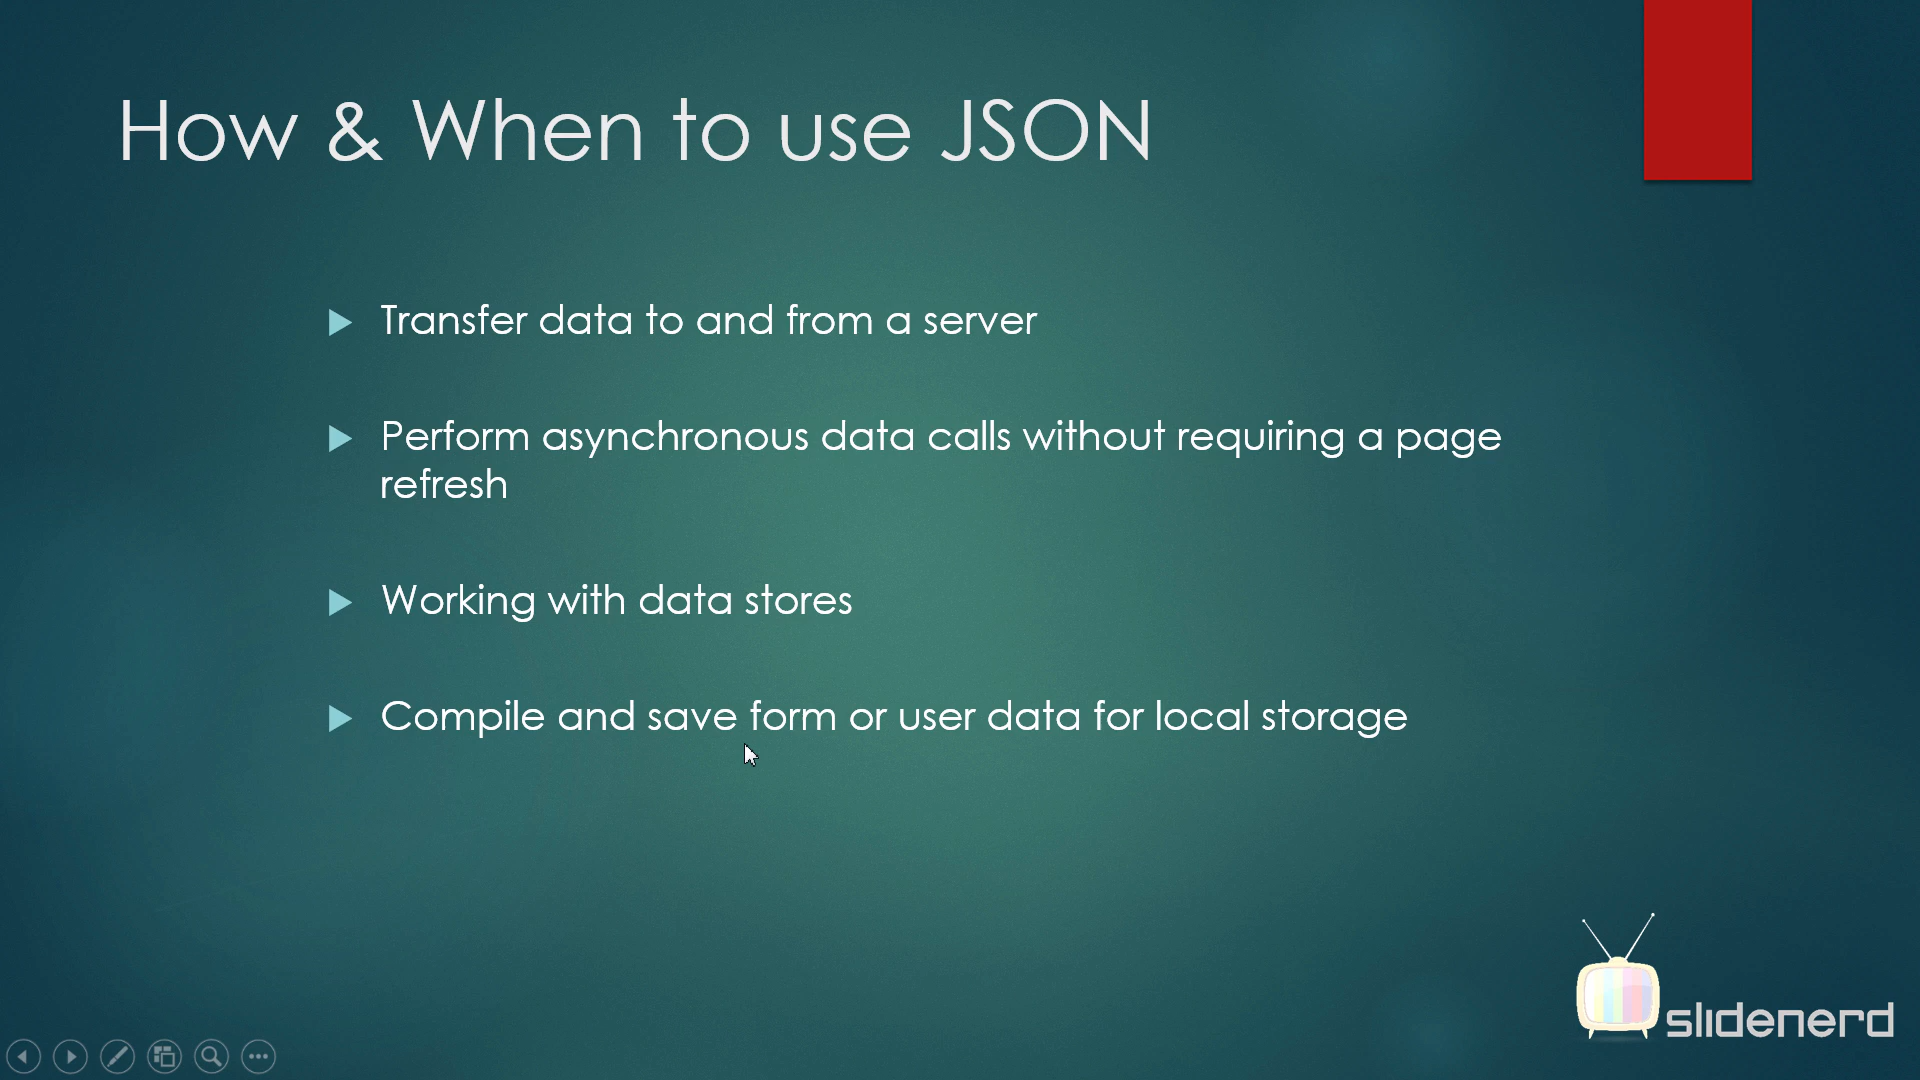 How & When to use JSON
Transfer data to and from a server
Perform asynchronous data calls without requiring a page
refresh
Working with data stores
Compile and save form or user data for local storage
slidenerd